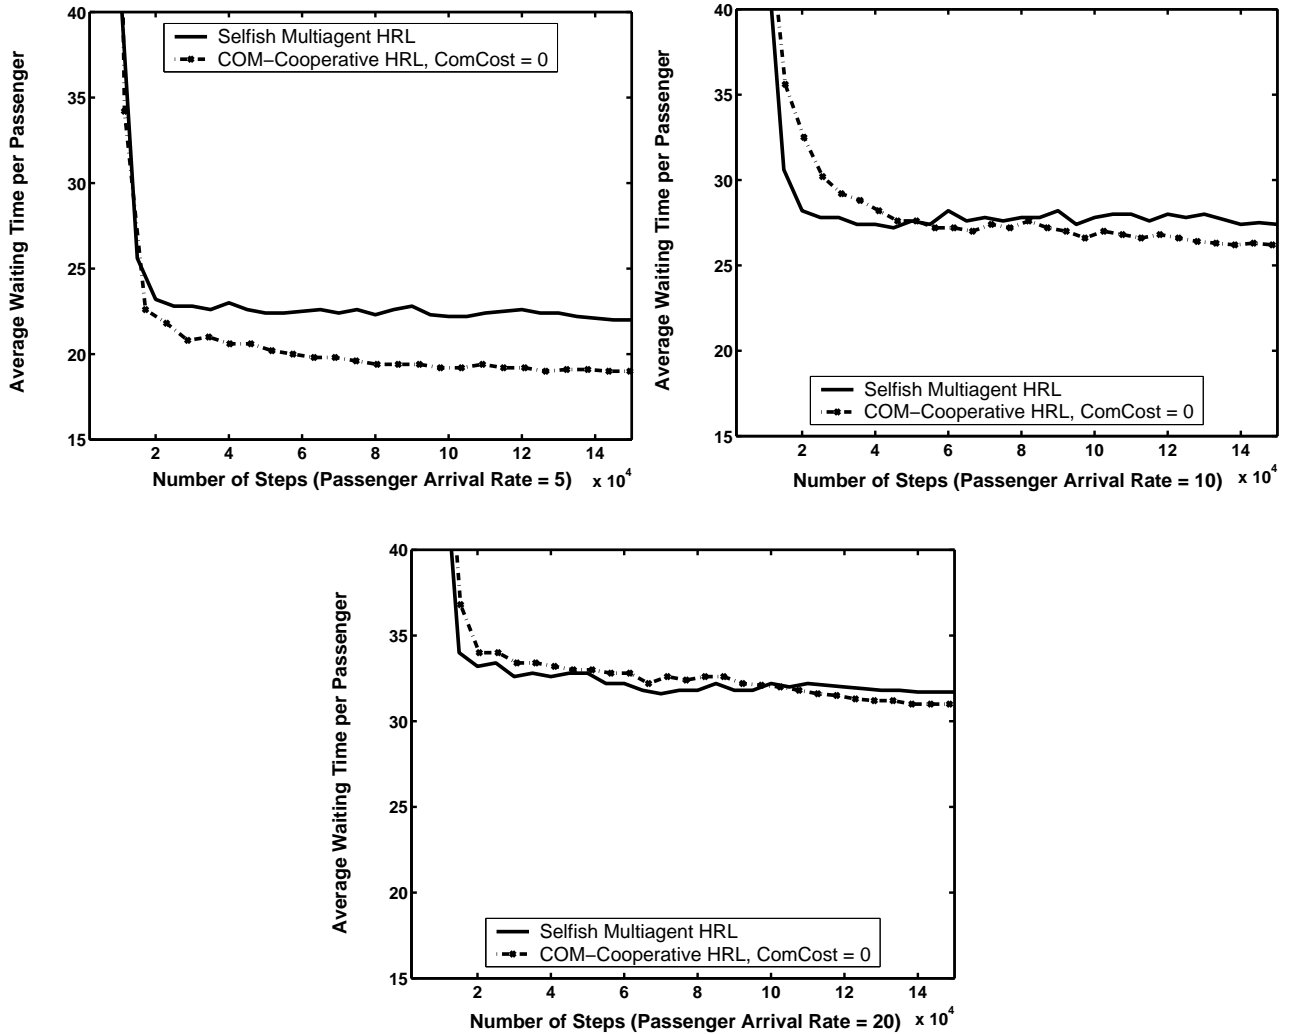 40
35
30
25
20
15
Average Waiting Time per Passenger
Selfish Multiagent HRL
COM−Cooperative HRL, ComCost = 0
2 4 6 8 10 12 14
Number of Steps (Passenger Arrival Rate = 5) x 10^4
40
35
30
25
20
15
Average Waiting Time per Passenger
Selfish Multiagent HRL
COM−Cooperative HRL, ComCost = 0
2 4 6 8 10 12 14
Number of Steps (Passenger Arrival Rate = 10) x 10^4
40
35
30
25
20
15
Average Waiting Time per Passenger
Selfish Multiagent HRL
COM−Cooperative HRL, ComCost = 0
2 4 6 8 10 12 14
Number of Steps (Passenger Arrival Rate = 20) x 10^4